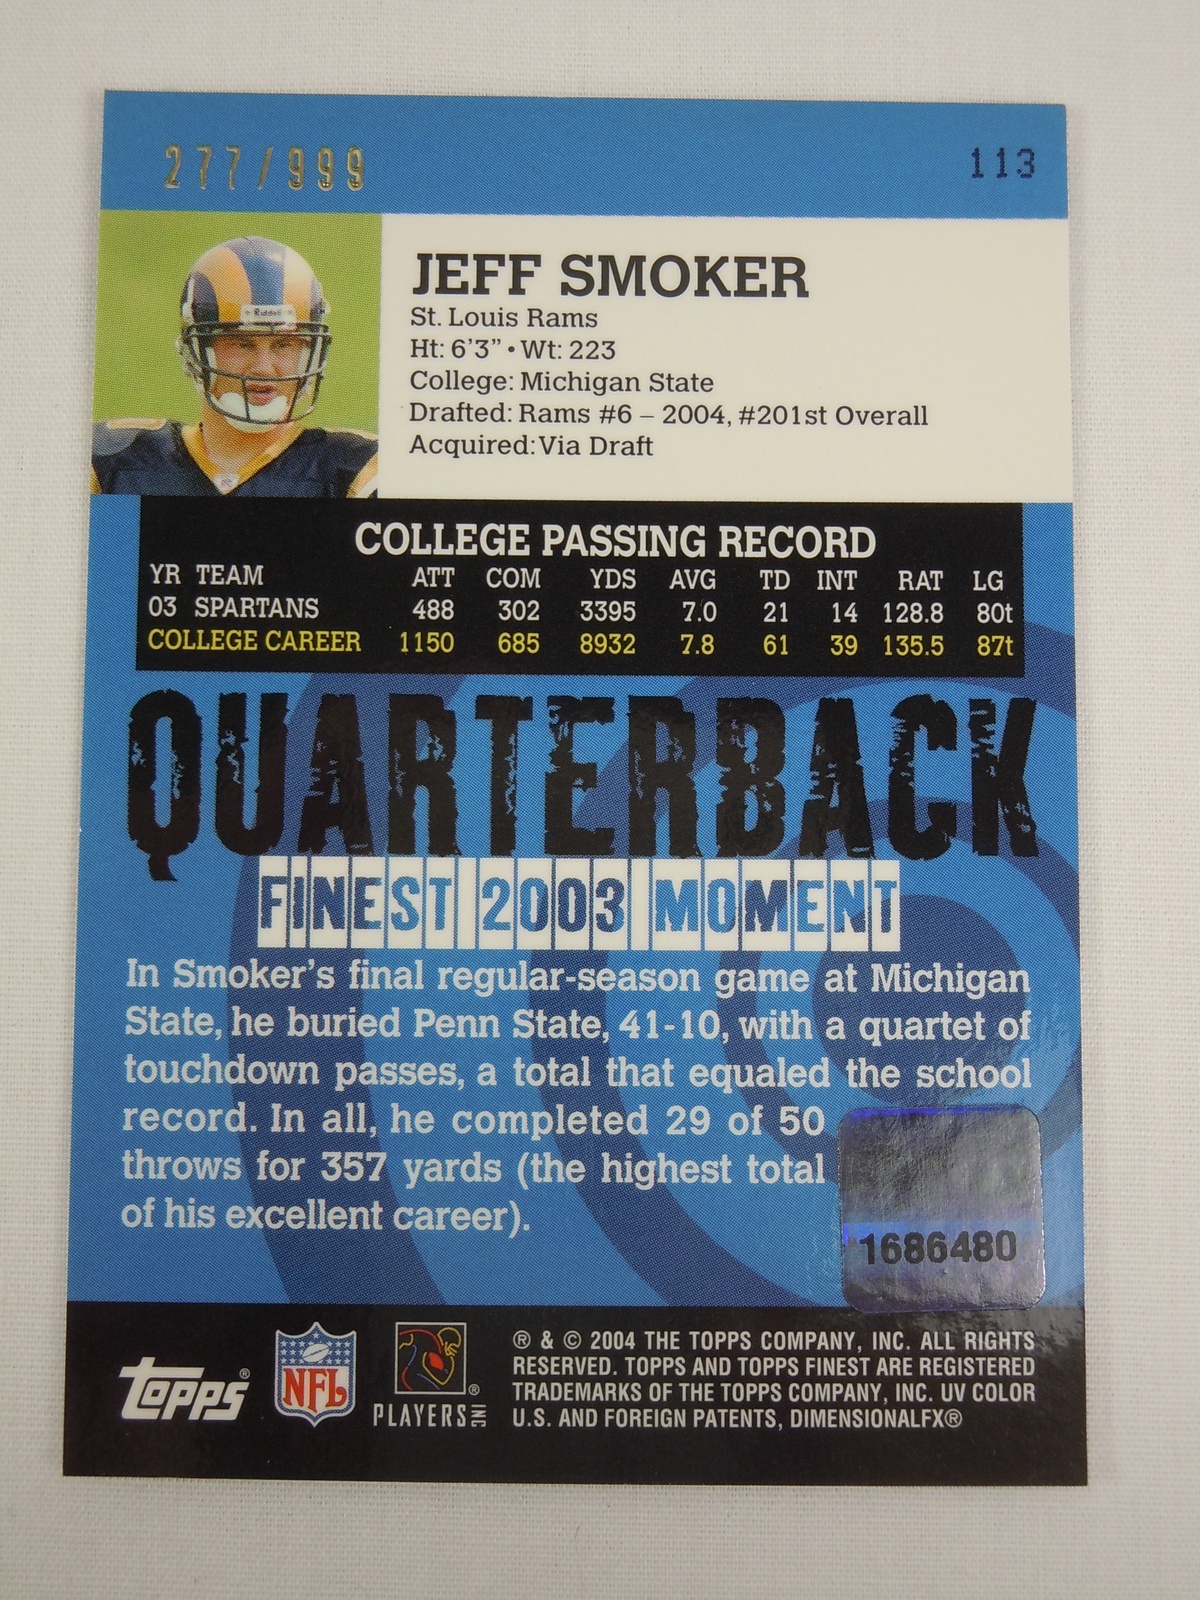 277/999
113
Riddell
JEFF SMOKER
St. Louis Rams
Ht: 6'3" • Wt: 223
College: Michigan State
Drafted: Rams #6 – 2004, #201st Overall
Acquired: Via Draft
COLLEGE PASSING RECORD
YR TEAM ATT COM YDS AVG TD INT RAT LG
03 SPARTANS 488 302 3395 7.0 21 14 128.8 80t
COLLEGE CAREER 1150 685 8932 7.8 61 39 135.5 87t
QUARTERBACK
FINEST 2003 MOMENT
In Smoker's final regular-season game at Michigan
State, he buried Penn State, 41-10, with a quartet of
touchdown passes, a total that equaled the school
record. In all, he completed 29 of 50
throws for 357 yards (the highest total
of his excellent career).
1686480
topps®
NFL
PLAYERS INC ®
® & © 2004 THE TOPPS COMPANY, INC. ALL RIGHTS
RESERVED. TOPPS AND TOPPS FINEST ARE REGISTERED
TRADEMARKS OF THE TOPPS COMPANY, INC. UV COLOR
U.S. AND FOREIGN PATENTS, DIMENSIONALFX®